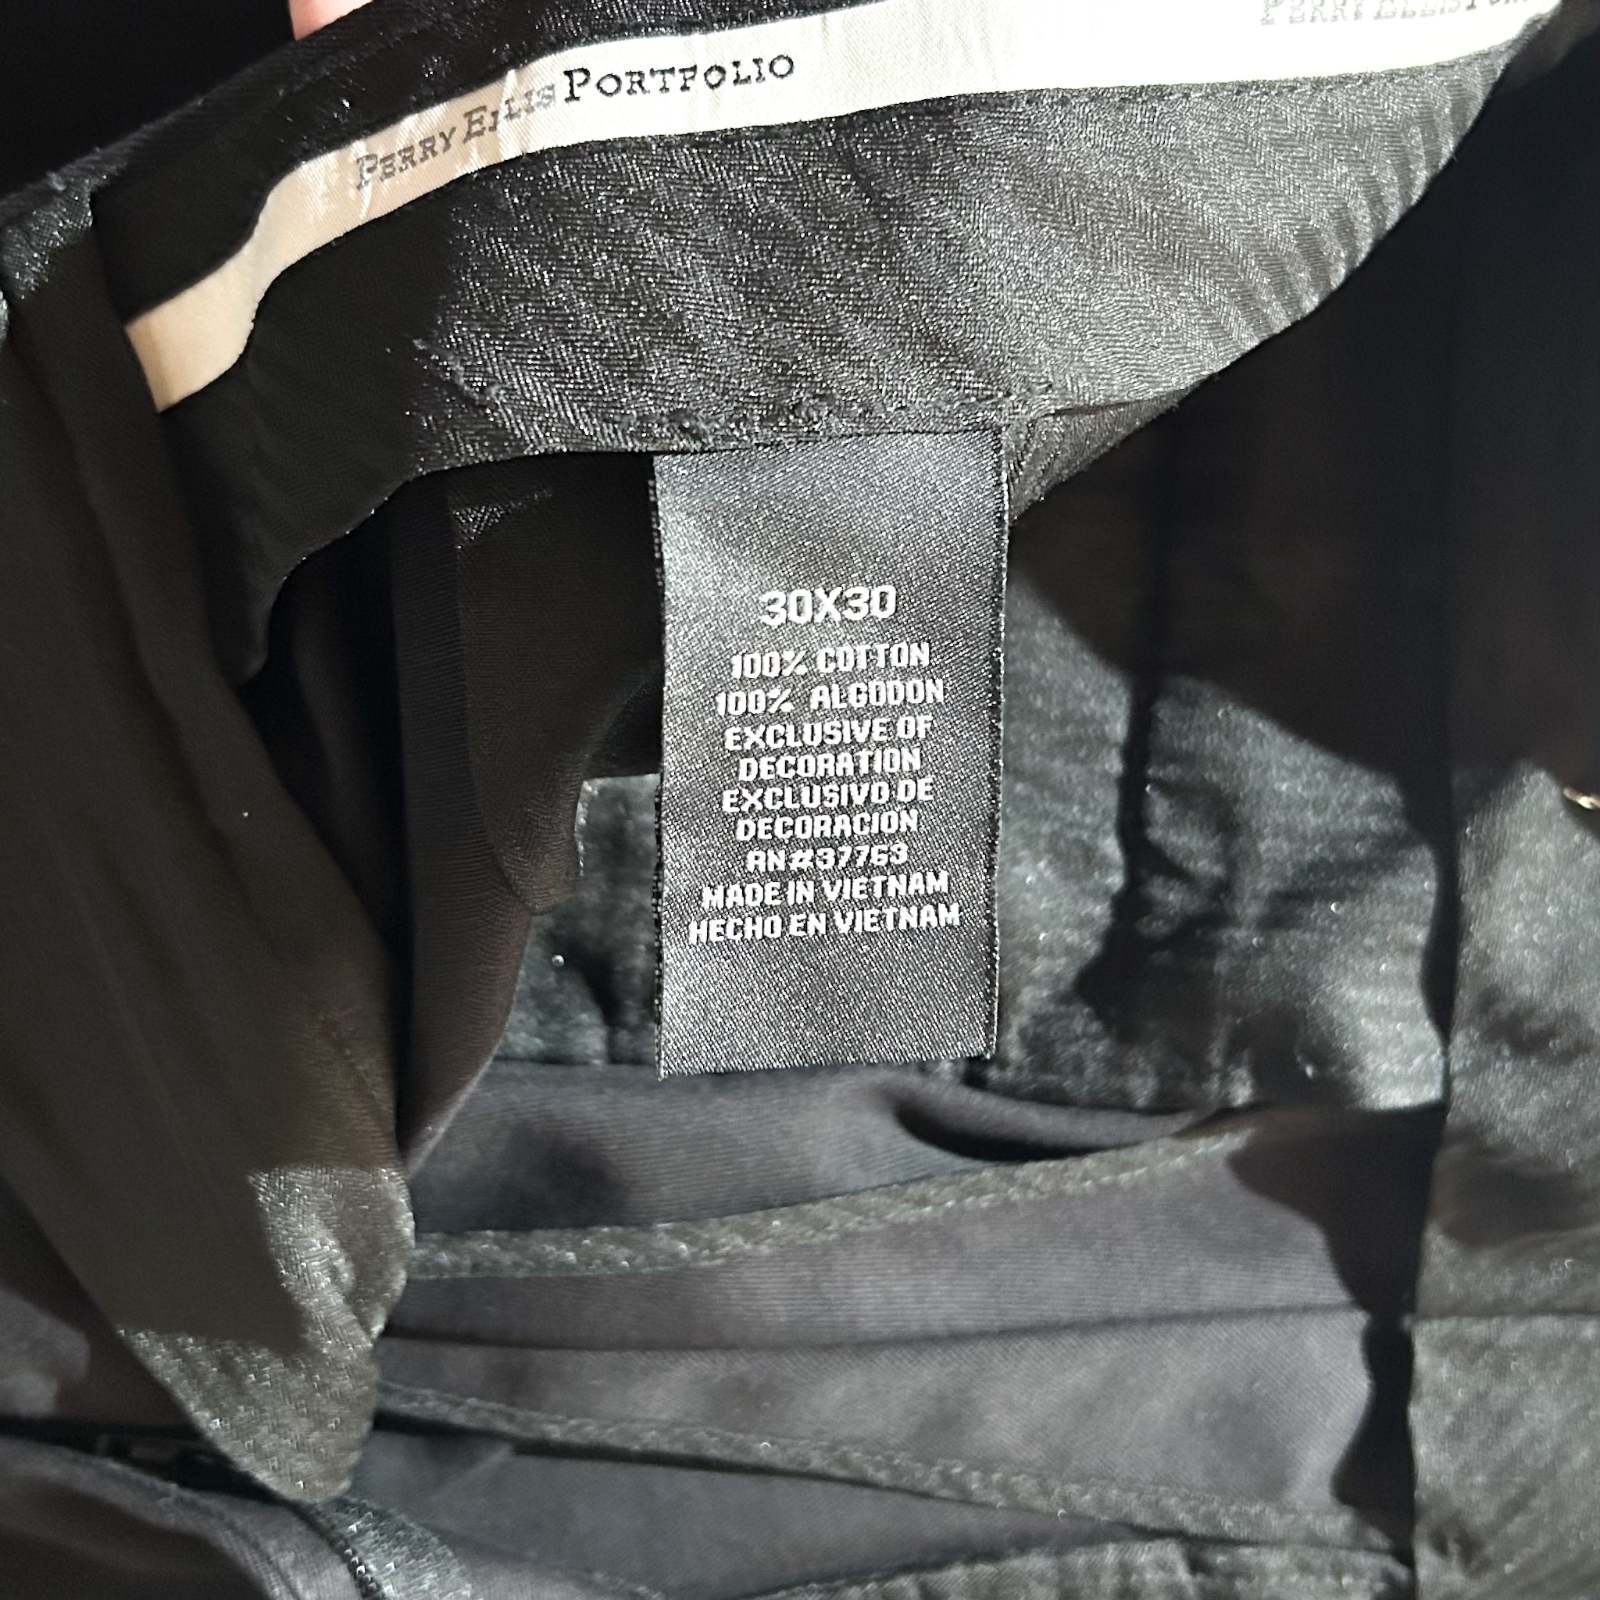 PERRY ELLIS PORTFOLIO
PERRY ELLIS
30X30
100% COTTON
100% ALGODON
EXCLUSIVE OF
DECORATION
EXCLUSIVO DE
DECORACION
RN#37763
MADE IN VIETNAM
HECHO EN VIETNAM